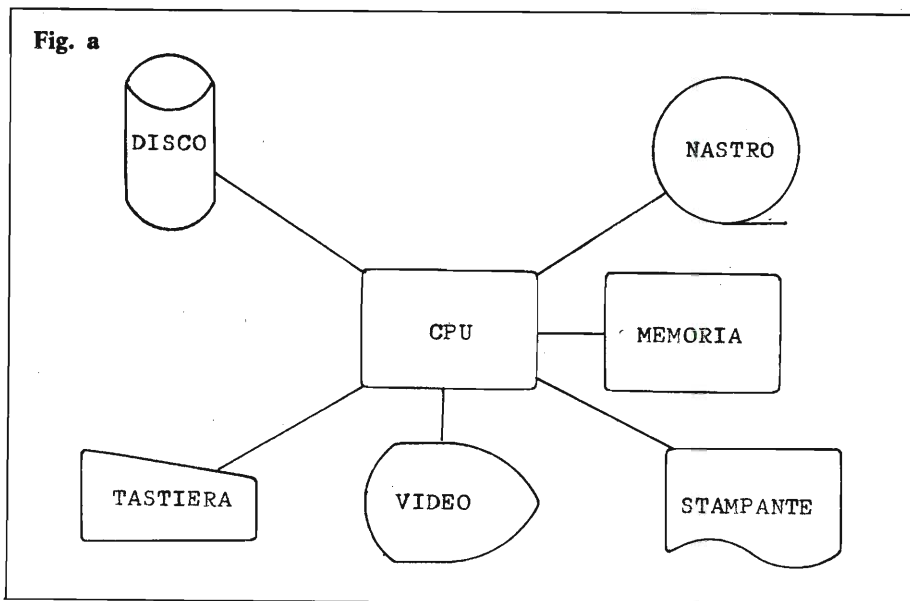 Fig. a
DISCO
NASTRO
CPU
MEMORIA
TASTIERA
VIDEO
STAMPANTE